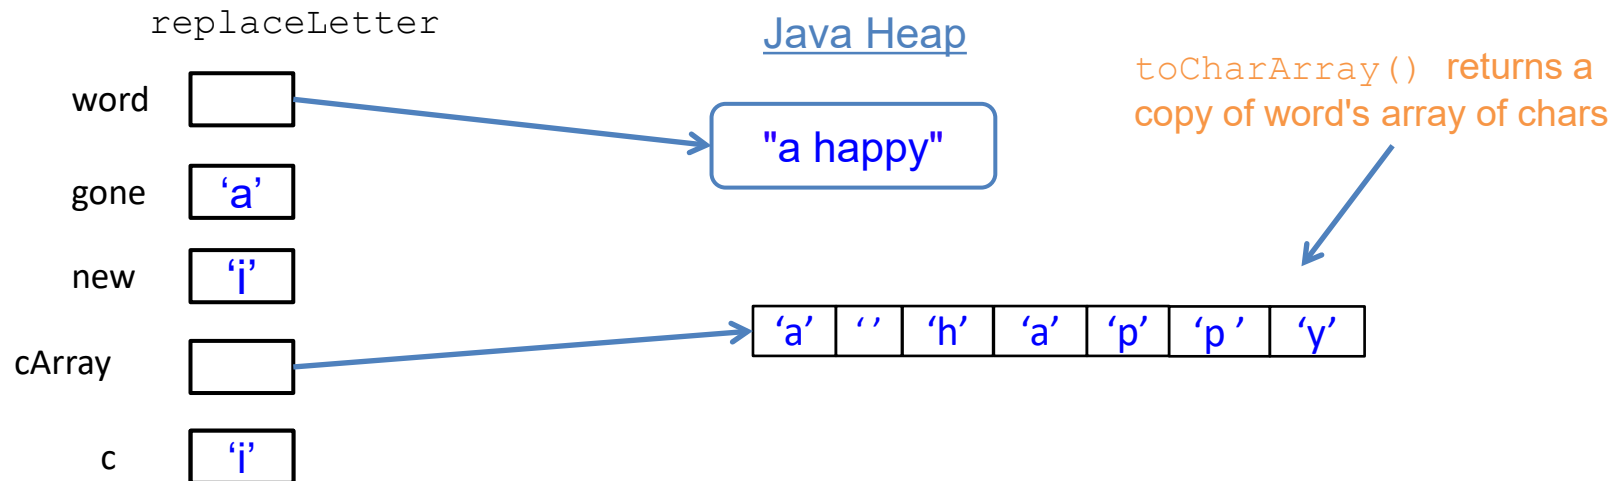 replaceLetter
Java Heap
toCharArray() returns a
copy of word's array of chars
word
"a happy"
gone
‘a’
new
‘i’
cArray
‘a’ ‘ ’ ‘h’ ‘a’ ‘p’ ‘p ’ ‘y’
c
‘i’